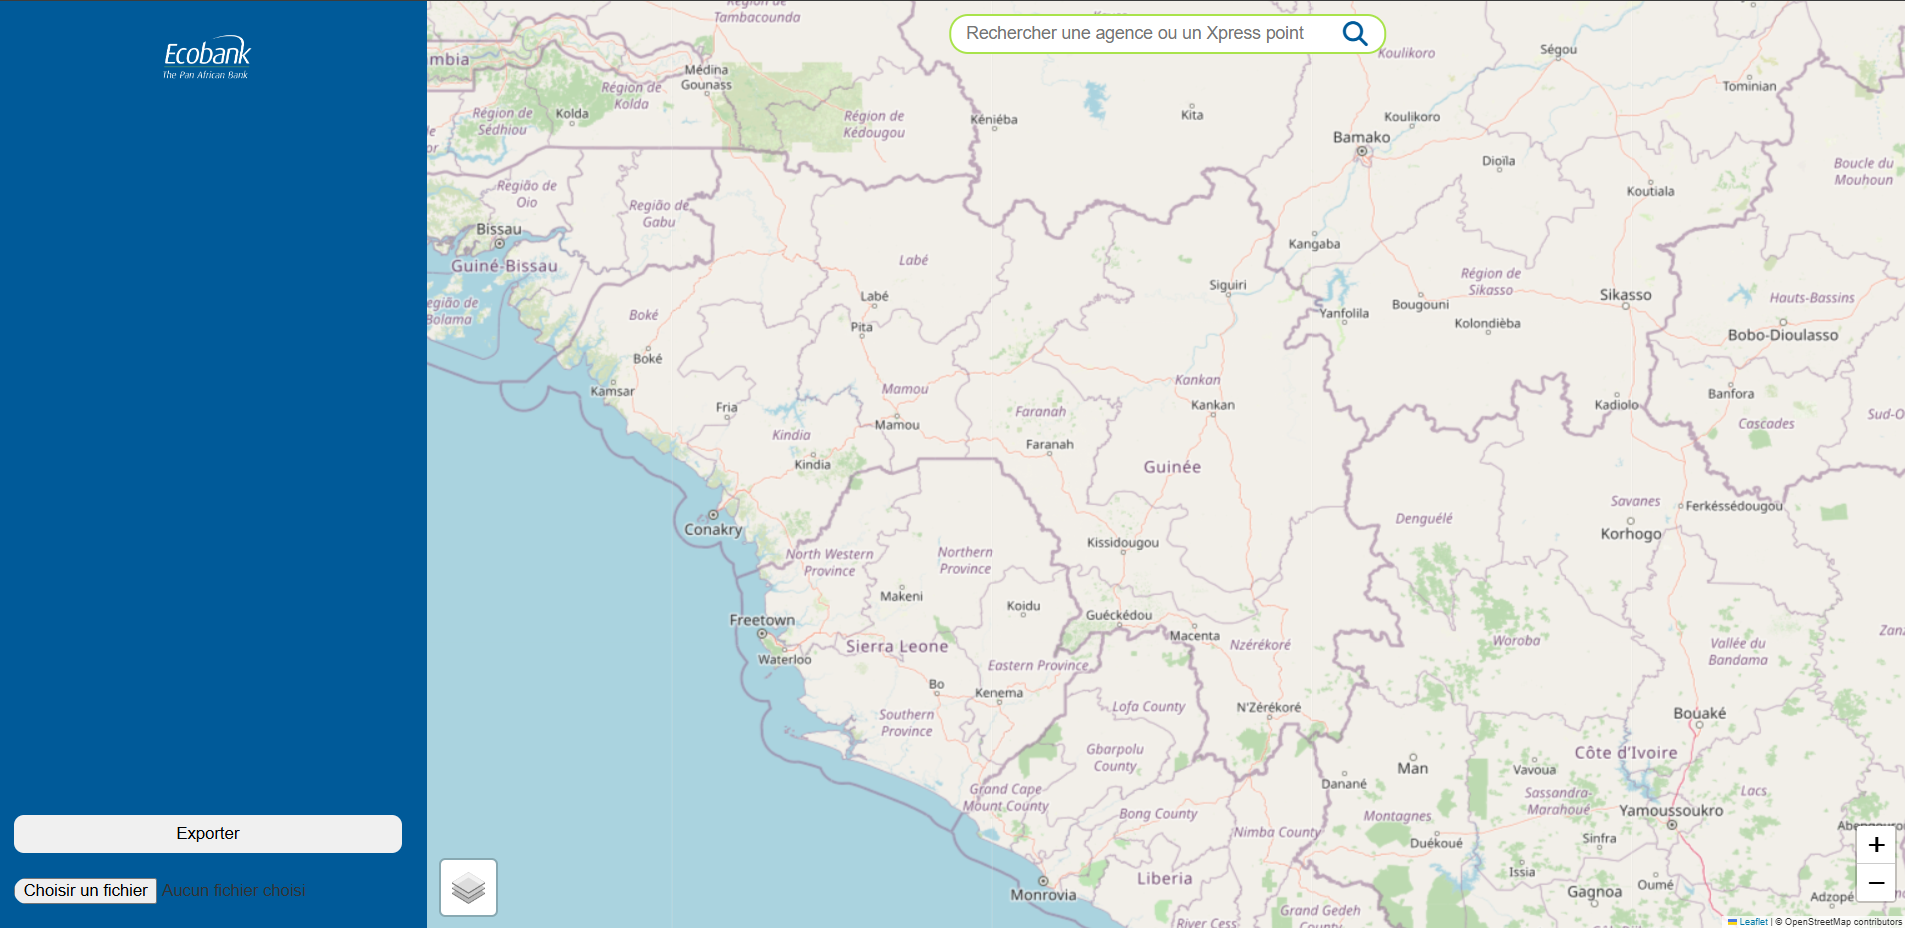 Ecobank
The Pan African Bank
Exporter
Choisir un fichier Aucun fichier choisi
Rechercher une agence ou un Xpress point
Région de
Tambacounda
Koulikoro
Ségou
mbia
Médina
Gounass
Région de
Kolda
Tominian
Région de
Sédhiou
Kolda
Région de
Kédougou
Kéniéba
Kita
Koulikoro
Bamako
Dioïla
Boucle du
Mouhoun
Região de
Oio
Koutiala
Região de
Gabu
Bissau
Kangaba
Guiné-Bissau
Labé
Siguiri
Région de
Sikasso
Sikasso
Hauts-Bassins
egião de
Bolama
Labé
Boké
Pita
Yanfolila
Bougouni
Kolondièba
Bobo-Dioulasso
Boké
Kamsar
Mamou
Kankan
Banfora
Fria
Faranah
Kankan
Kadiolo
Sud-O
Mamou
Cascades
Kindia
Faranah
Kindia
Guinée
Savanes
Ferkéssédougou
Denguélé
Conakry
Korhogo
Kissidougou
North Western
Province
Northern
Province
Makeni
Koidu
Guéckédou
Freetown
Macenta
Zan
Waterloo
Sierra Leone
Nzérékoré
Woroba
Vallée du
Bandama
Eastern Province
Bo
Kenema
Lofa County
N'Zérékoré
Southern
Province
Bouaké
Gbarpolu
County
Côte d'Ivoire
Man
Vavoua
Danané
Grand Cape
Mount County
Sassandra-
Marahoué
Lacs
Bong County
Montagnes
Yamoussoukro
Nimba County
Abengourou
Duékoué
Sinfra
Issia
Liberia
Oumé
Monrovia
Gagnoa
Adzopé
River Cess
Grand Gedeh
County
+
−
Leaflet | © OpenStreetMap contributors